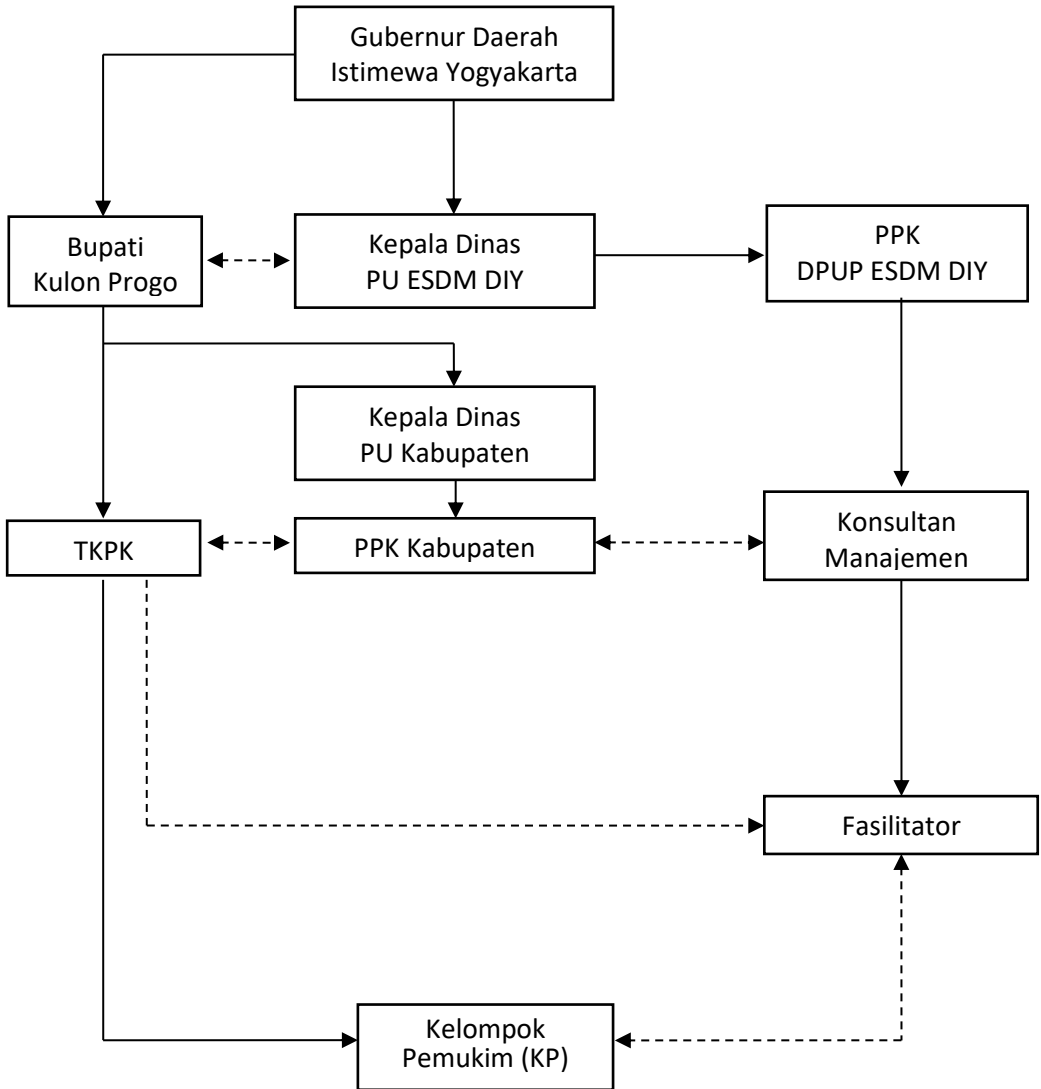 Gubernur Daerah
Istimewa Yogyakarta
Bupati
Kulon Progo
Kepala Dinas
PU ESDM DIY
PPK
DPUP ESDM DIY
Kepala Dinas
PU Kabupaten
TKPK
PPK Kabupaten
Konsultan
Manajemen
Fasilitator
Kelompok
Pemukim (KP)